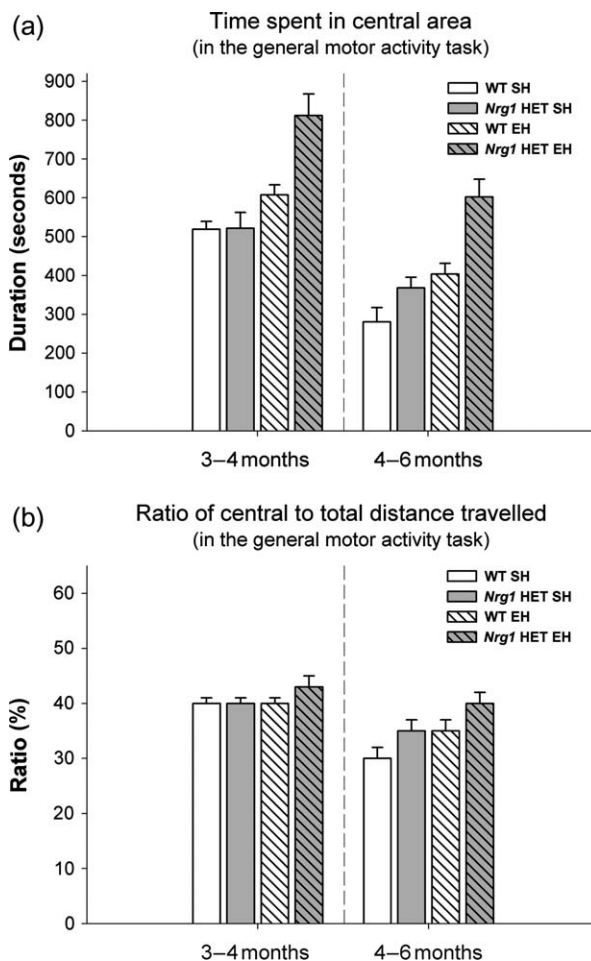 (a)
Time spent in central area
(in the general motor activity task)
WT SH
Nrg1 HET SH
WT EH
Nrg1 HET EH
Duration (seconds)
900
800
700
600
500
400
300
200
100
0
3–4 months
4–6 months
(b)
Ratio of central to total distance travelled
(in the general motor activity task)
WT SH
Nrg1 HET SH
WT EH
Nrg1 HET EH
Ratio (%)
60
50
40
30
20
10
0
3–4 months
4–6 months